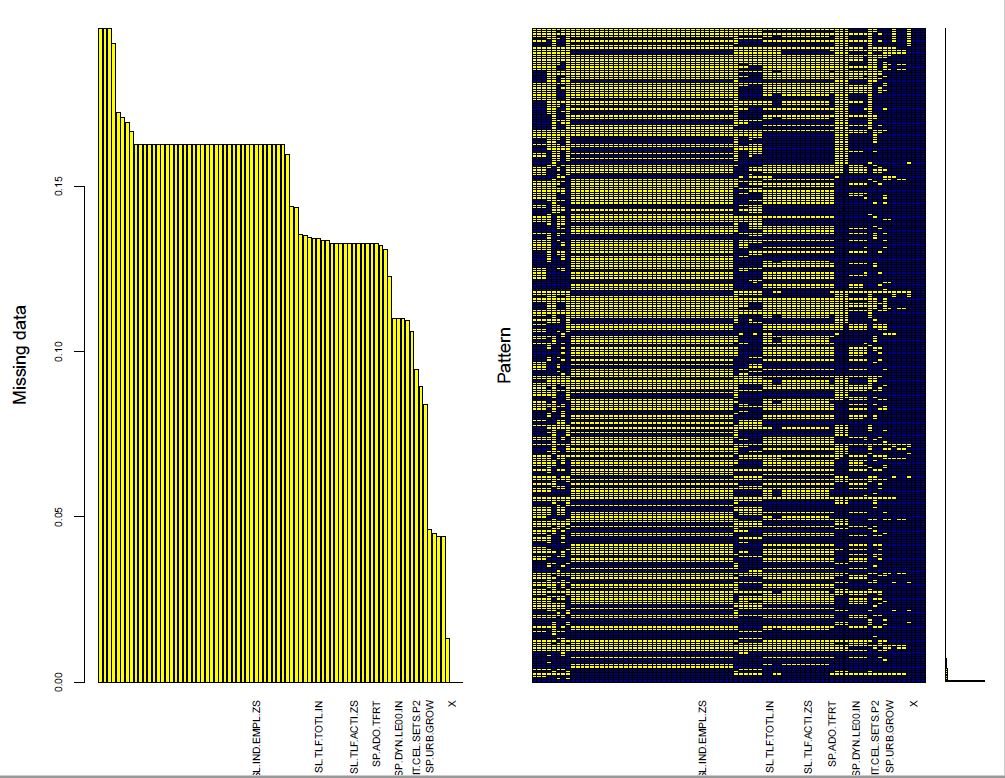 Missing data
0.00
0.05
0.10
0.15
SL.IND.EMPL.ZS
SL.TLF.TOTL.IN
SL.TLF.ACTI.ZS
SP.ADO.TFRT
SP.DYN.LE00.IN
IT.CEL.SETS.P2
SP.URB.GROW
X
Pattern
SL.IND.EMPL.ZS
SL.TLF.TOTL.IN
SL.TLF.ACTI.ZS
SP.ADO.TFRT
SP.DYN.LE00.IN
IT.CEL.SETS.P2
SP.URB.GROW
X